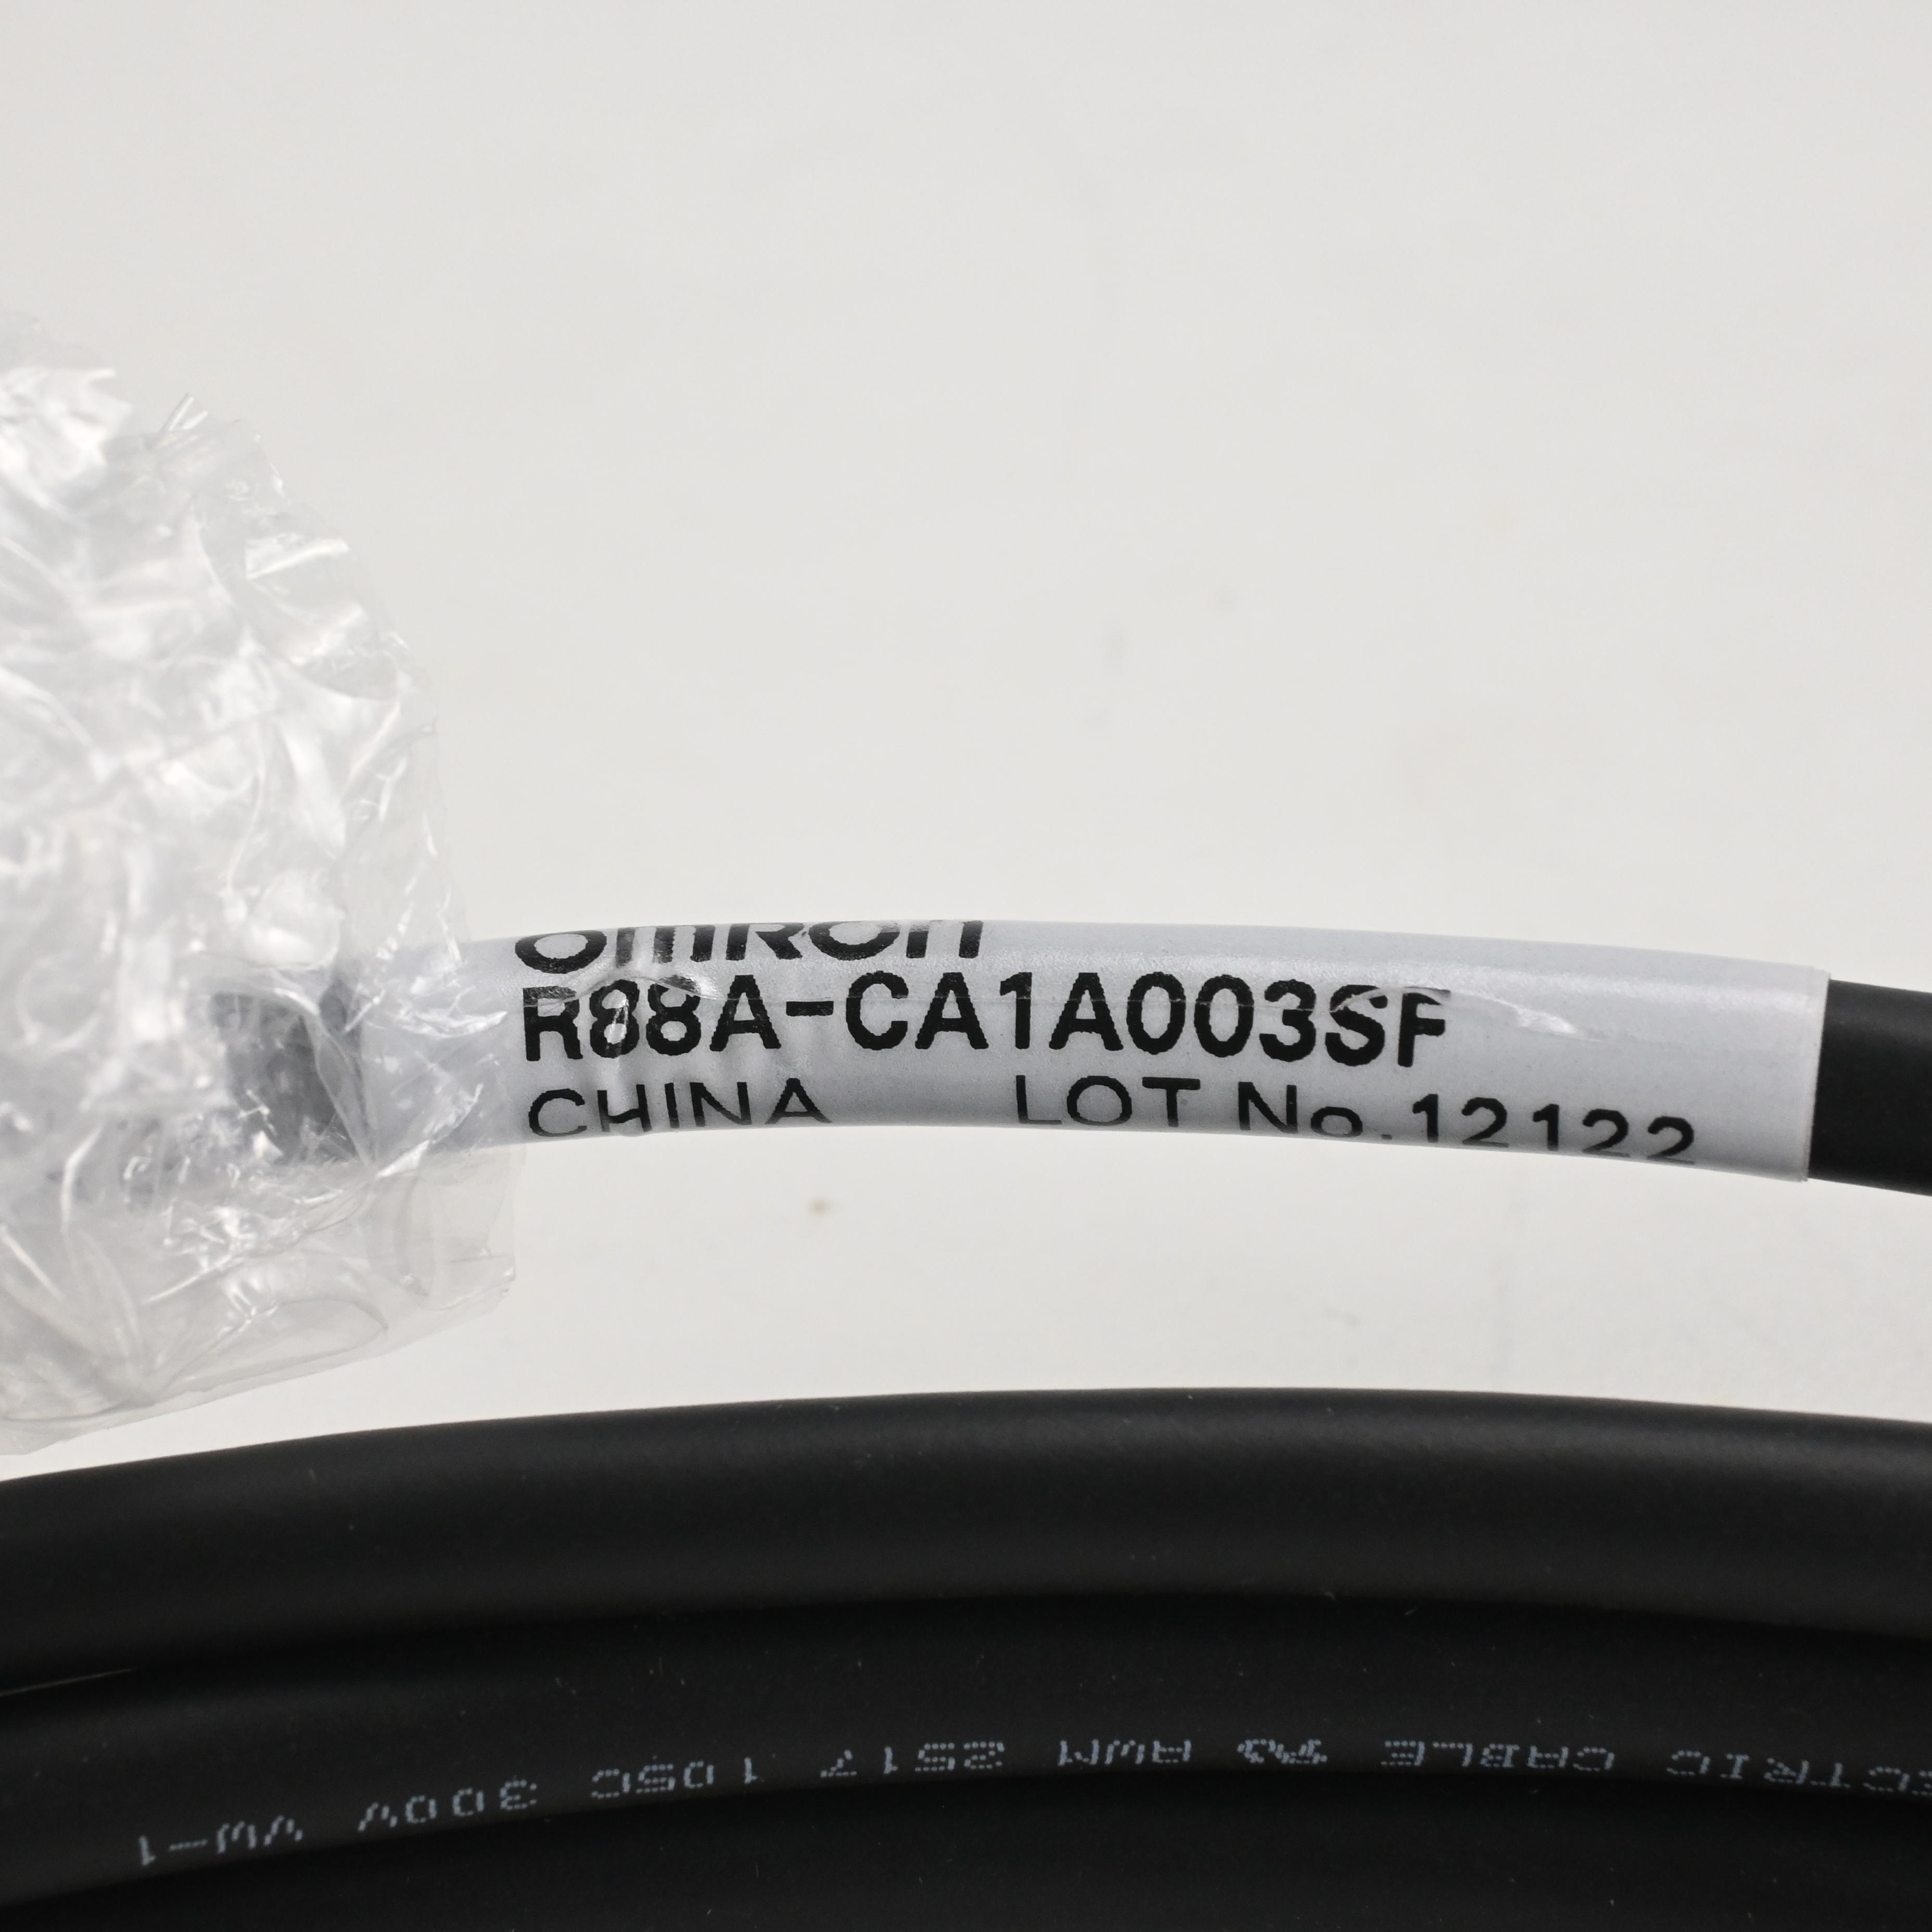 OMRON
R88A-CA1A003SF
CHINA LOT No.12122
CTRIC CABLE AWM 2517 105C 300V VW-1